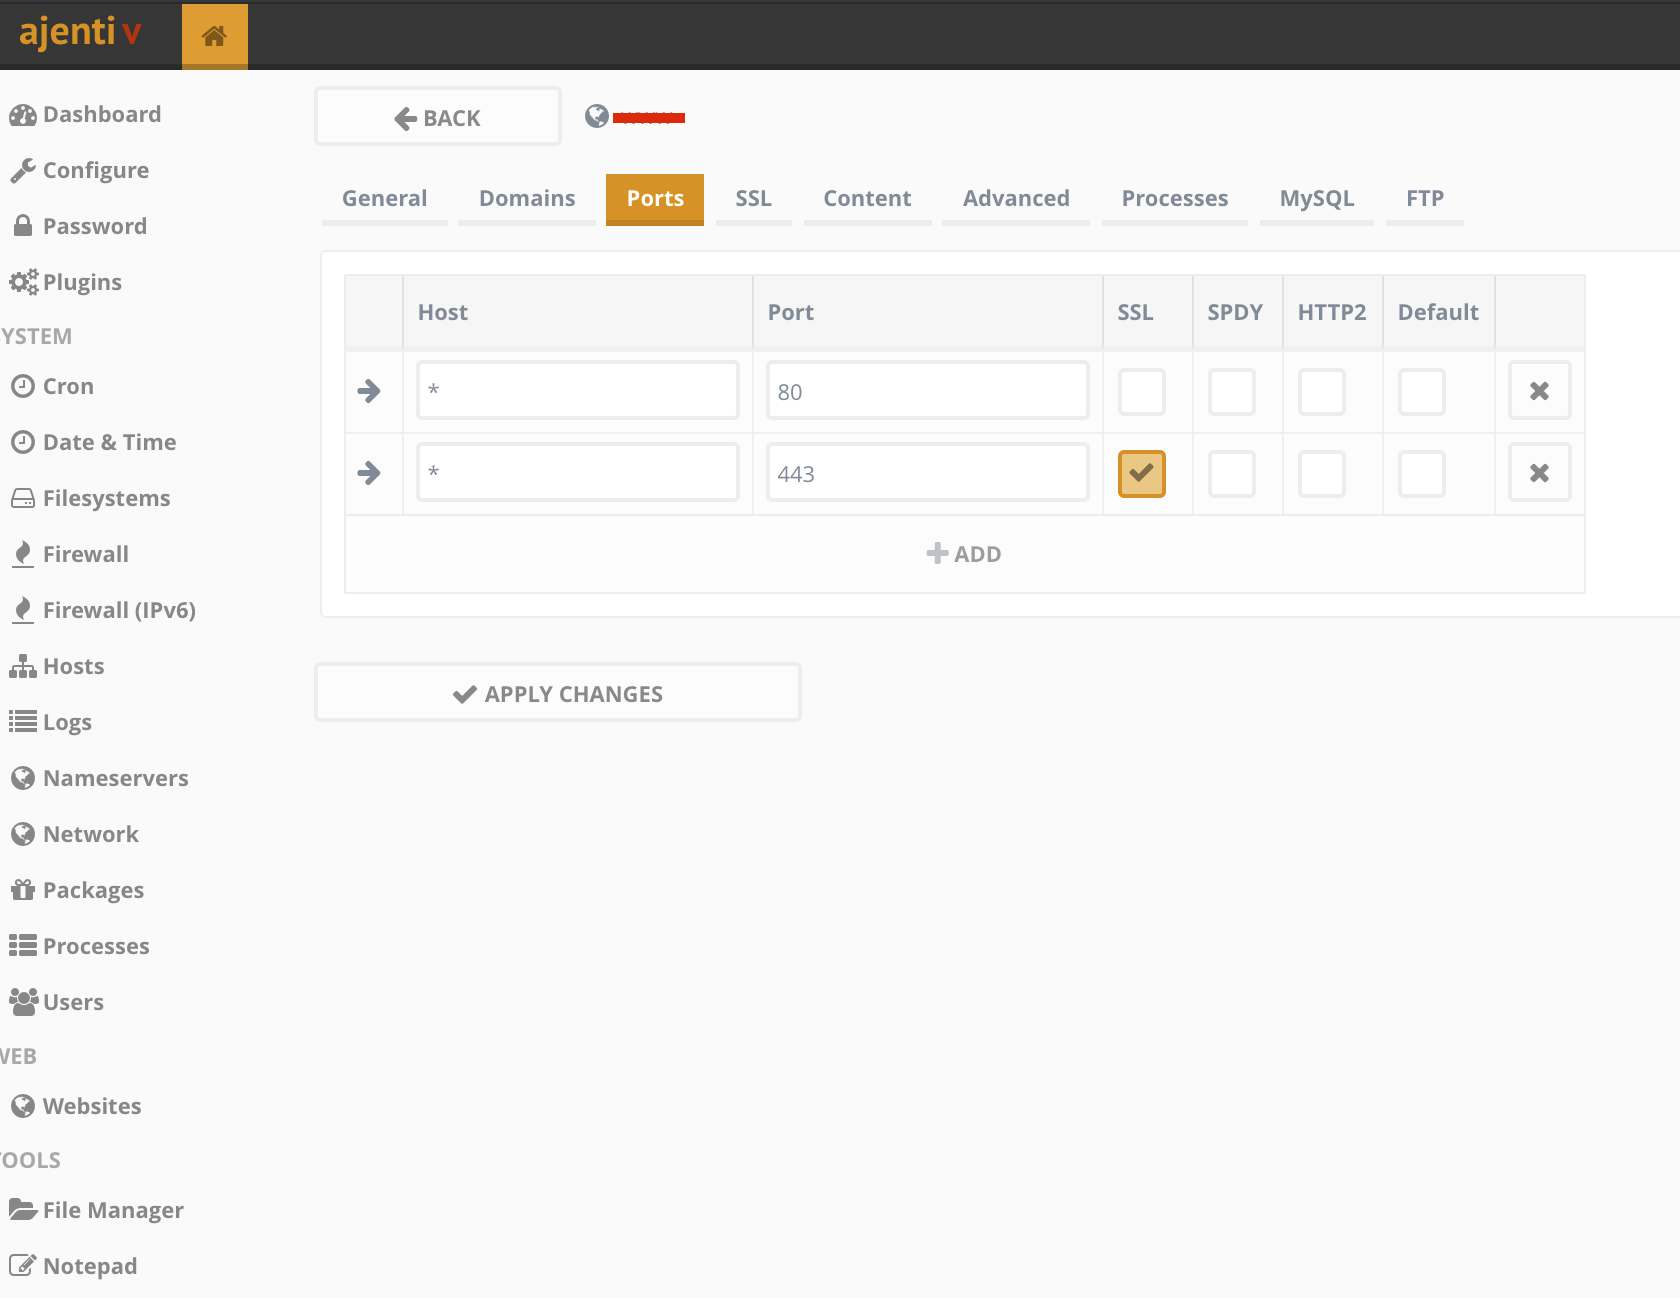 ajenti v
Dashboard
Configure
Password
Plugins
YSTEM
Cron
Date & Time
Filesystems
Firewall
Firewall (IPv6)
Hosts
Logs
Nameservers
Network
Packages
Processes
Users
WEB
Websites
TOOLS
File Manager
Notepad
BACK
General Domains Ports SSL Content Advanced Processes MySQL FTP
Host Port SSL SPDY HTTP2 Default
* 80
* 443
ADD
APPLY CHANGES